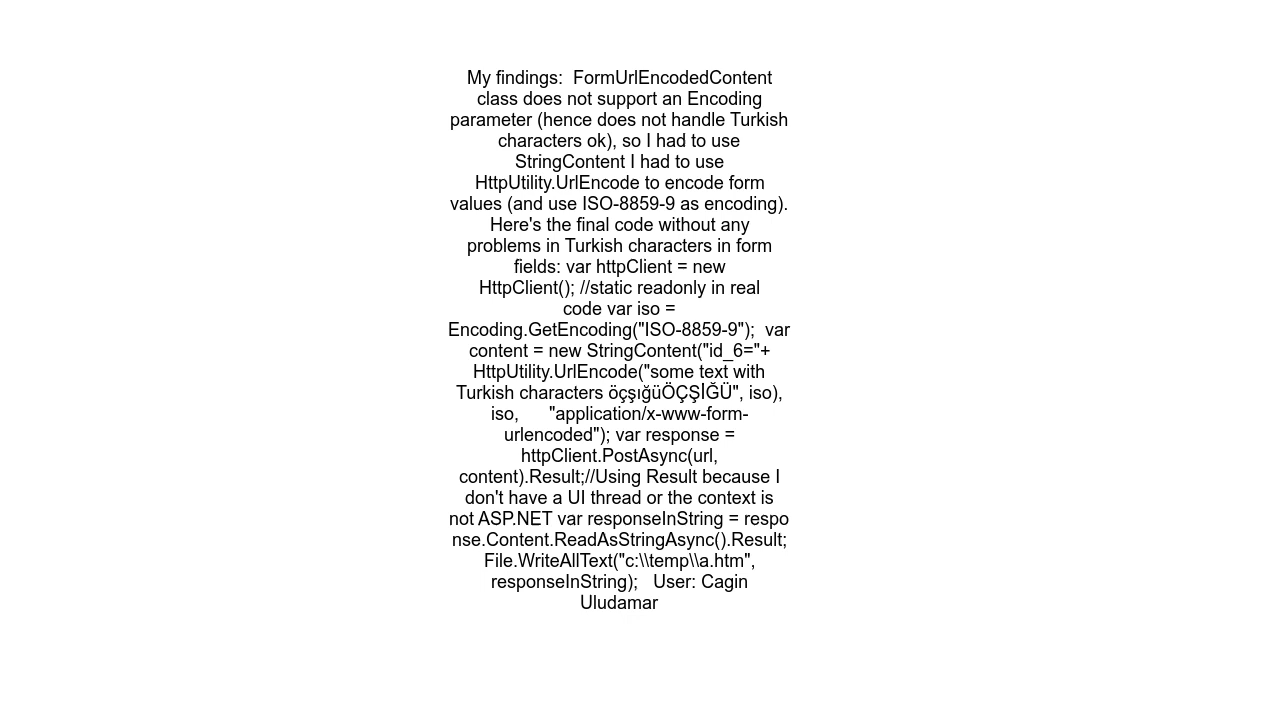 My findings:  FormUrlEncodedContent
class does not support an Encoding
parameter (hence does not handle Turkish
characters ok), so I had to use
StringContent I had to use
HttpUtility.UrlEncode to encode form
values (and use ISO-8859-9 as encoding).
Here's the final code without any
problems in Turkish characters in form
fields: var httpClient = new
HttpClient(); //static readonly in real
code var iso =
Encoding.GetEncoding("ISO-8859-9");  var
content = new StringContent("id_6="+
HttpUtility.UrlEncode("some text with
Turkish characters öçşığüÖÇŞİĞÜ", iso),
iso,      "application/x-www-form-
urlencoded"); var response =
httpClient.PostAsync(url,
content).Result;//Using Result because I
don't have a UI thread or the context is
not ASP.NET var responseInString = respo
nse.Content.ReadAsStringAsync().Result;
File.WriteAllText("c:\\temp\\a.htm",
responseInString);   User: Cagin
Uludamar